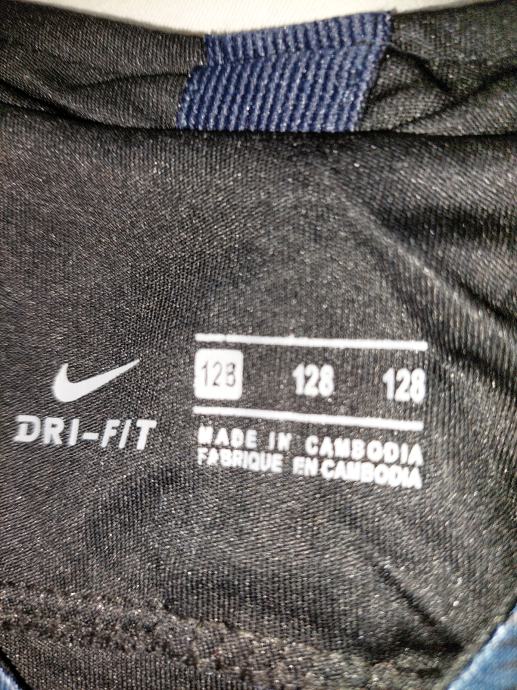 128 128 128
DRI-FIT
MADE IN CAMBODIA
FABRIQUE EN CAMBODIA